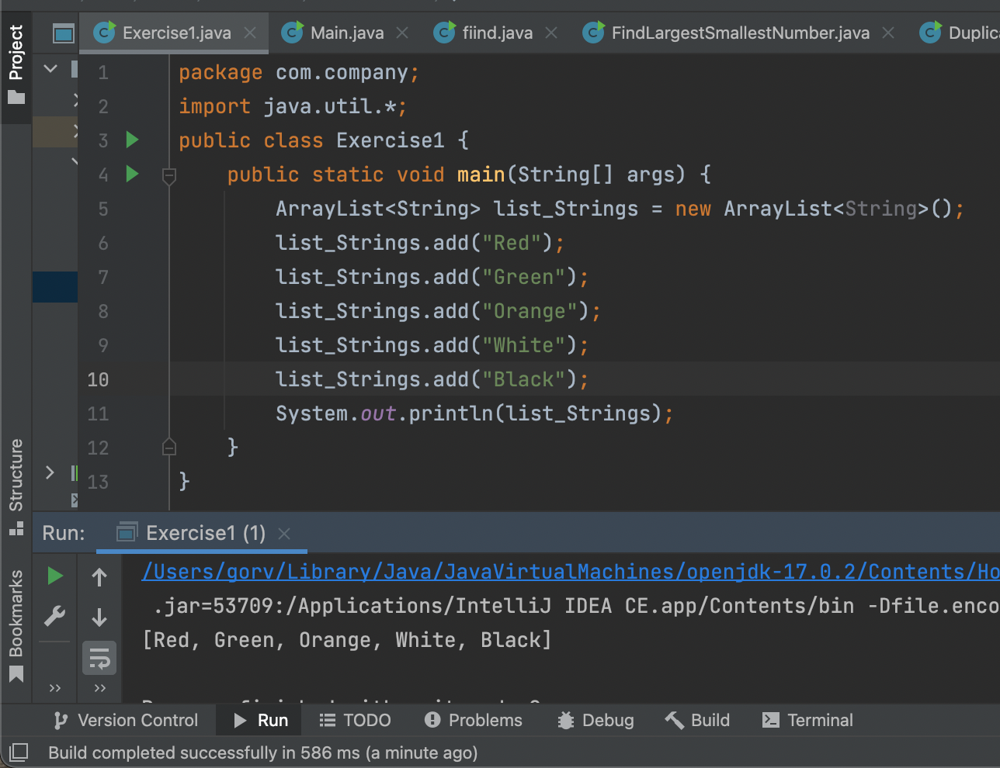 Project
Exercise1.java
Main.java
fiind.java
FindLargestSmallestNumber.java
1 package com.company;
2 import java.util.*;
3 public class Exercise1 {
4 public static void main(String[] args) {
5 ArrayList<String> list_Strings = new ArrayList<String>();
6 list_Strings.add("Red");
7 list_Strings.add("Green");
8 list_Strings.add("Orange");
9 list_Strings.add("White");
10 list_Strings.add("Black");
11 System.out.println(list_Strings);
12 }
13 }
Structure
Bookmarks
Run: Exercise1 (1)
/Users/gorv/Library/Java/JavaVirtualMachines/openjdk-17.0.2/Contents/Ho
.jar=53709:/Applications/IntelliJ IDEA CE.app/Contents/bin -Dfile.enco
[Red, Green, Orange, White, Black]
Version Control Run TODO Problems Debug Build Terminal
Build completed successfully in 586 ms (a minute ago)